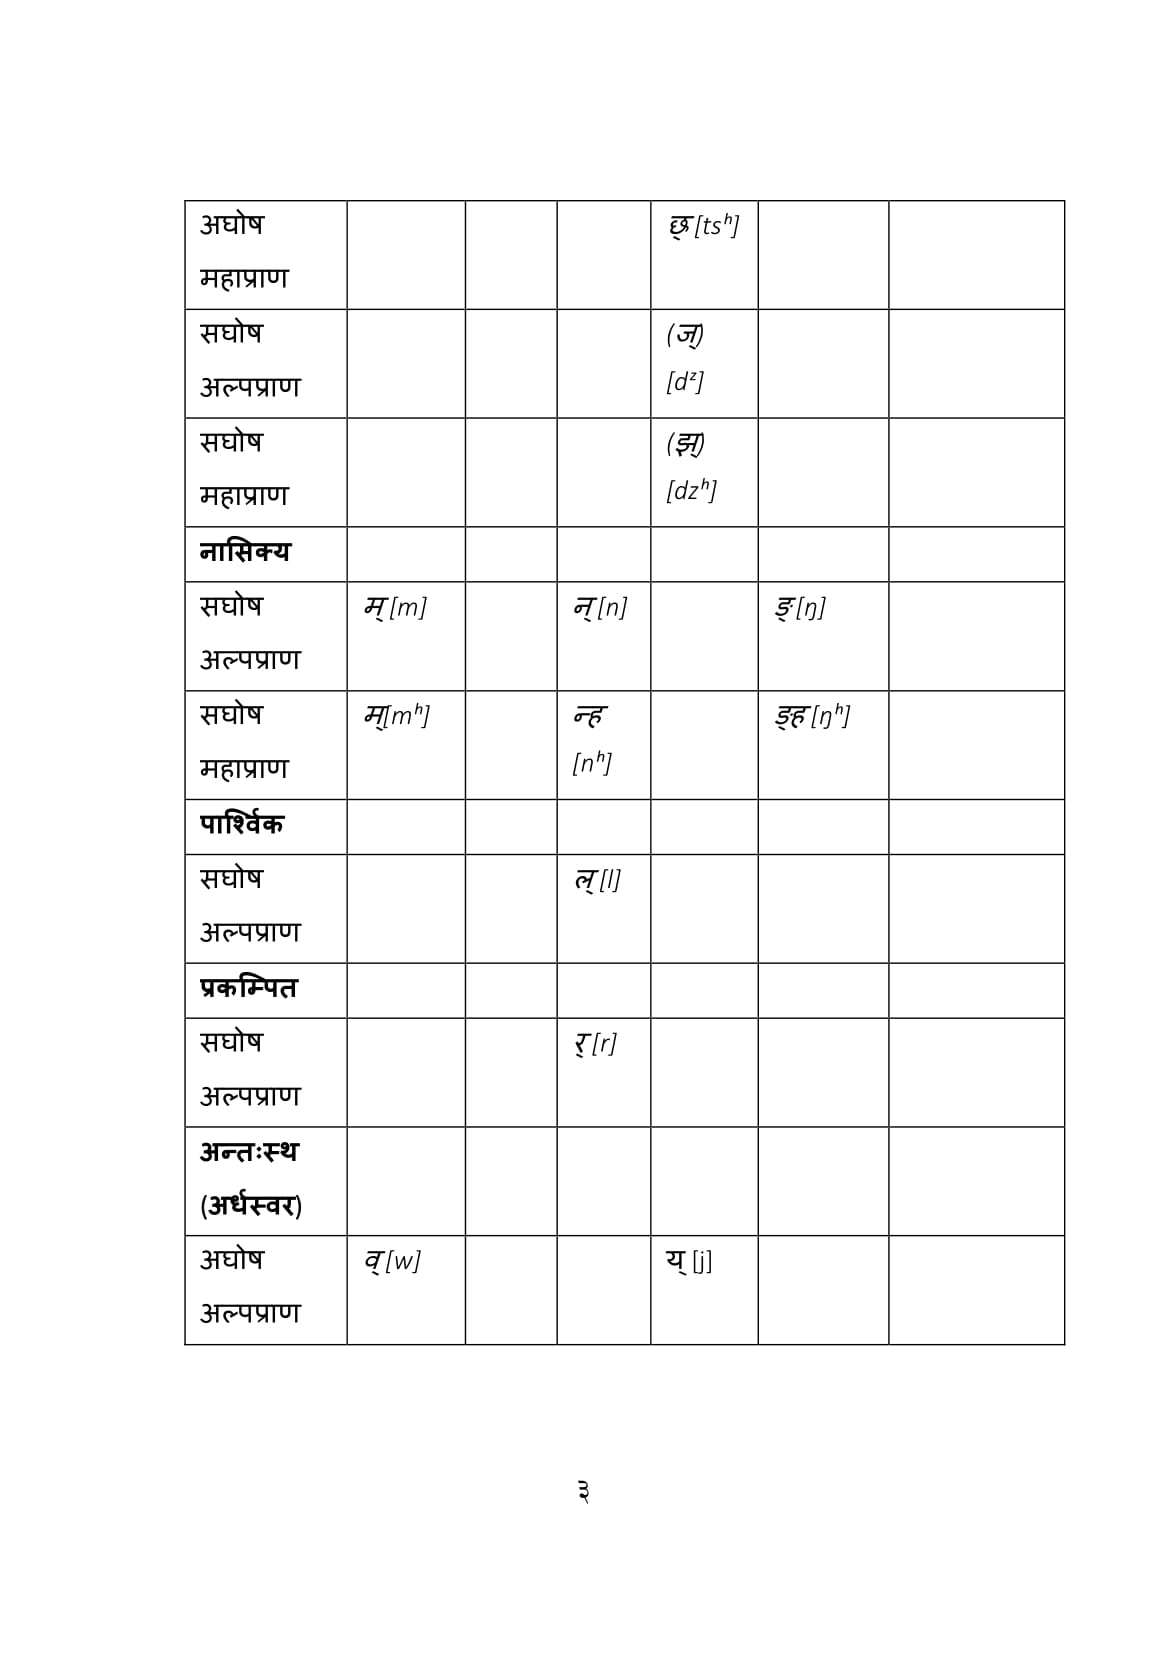 अघोष छ् [tsʰ]
महाप्राण
सघोष (ज्)
अल्पप्राण [dᶻ]
सघोष (झ्)
महाप्राण [dzʰ]
नासिक्य
सघोष म् [m] न् [n] ङ् [ŋ]
अल्पप्राण
सघोष म्[mʰ] न्ह ङ्ह [ŋʰ]
महाप्राण [nʰ]
पार्श्विक
सघोष ल् [l]
अल्पप्राण
प्रकम्पित
सघोष र् [r]
अल्पप्राण
अन्तःस्थ
(अर्धस्वर)
अघोष व् [w] य् [j]
अल्पप्राण
३